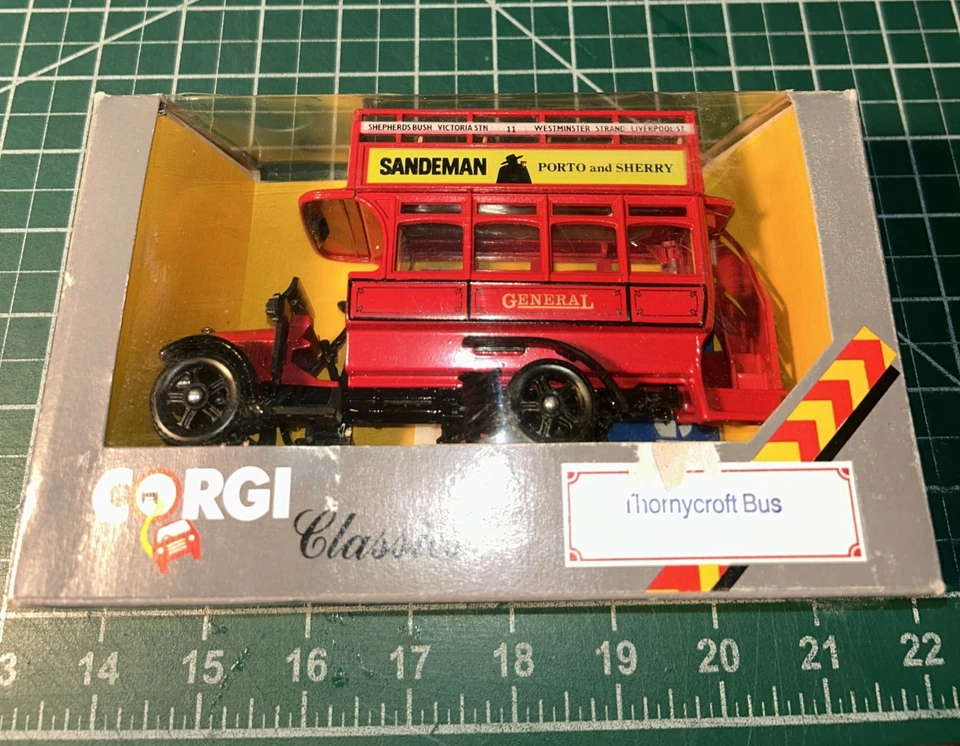 SHEPHERDS BUSH VICTORIA STN 11 WESTMINSTER STRAND LIVERPOOL ST
SANDEMAN PORTO and SHERRY
GENERAL
CORGI
Classics
Thornycroft Bus
13 14 15 16 17 18 19 20 21 22